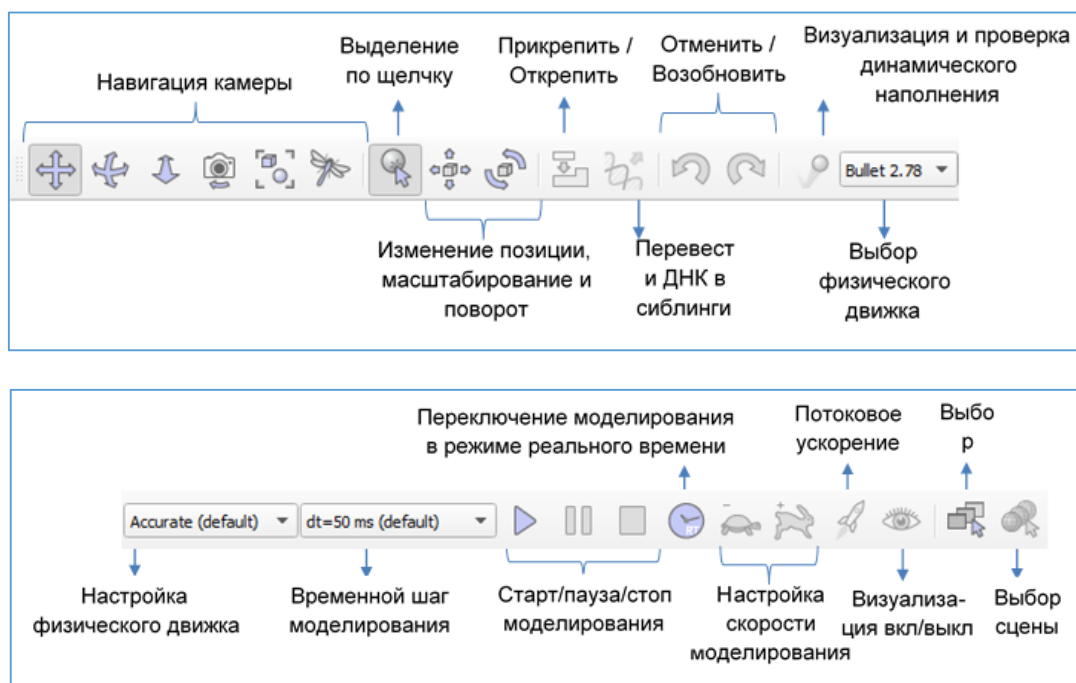 Навигация камеры
Выделение
по щелчку
Прикрепить /
Открепить
Отменить /
Возобновить
Визуализация и проверка
динамического
наполнения
Bullet 2.78
Изменение позиции,
масштабирование и
поворот
Перевест
и ДНК в
сиблинги
Выбор
физического
движка
Переключение моделирования
в режиме реального времени
Потоковое
ускорение
Выбо
р
Accurate (default)
dt=50 ms (default)
RT
Настройка
физического движка
Временной шаг
моделирования
Старт/пауза/стоп
моделирования
Настройка
скорости
моделирования
Визуализа-
ция вкл/выкл
Выбор
сцены